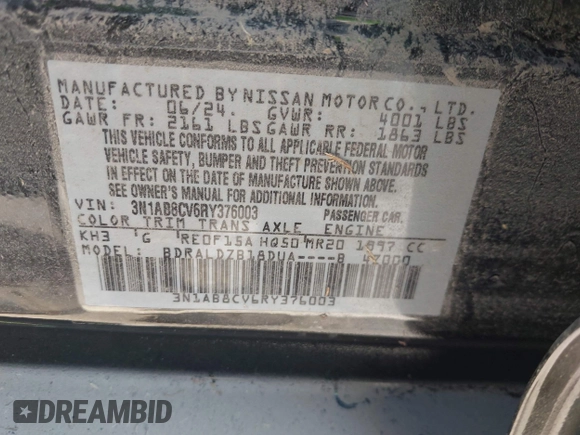 MANUFACTURED BY NISSAN MOTOR CO., LTD.
DATE: 06/24. GVWR: 4001 LBS
GAWR FR: 2161 LBS GAWR RR: 1863 LBS
THIS VEHICLE CONFORMS TO ALL APPLICABLE FEDERAL MOTOR
VEHICLE SAFETY, BUMPER AND THEFT PREVENTION STANDARDS
IN EFFECT ON THE DATE OF MANUFACTURE SHOWN ABOVE.
SEE OWNER'S MANUAL FOR ADDITIONAL INFORMATION.
VIN: 3N1AB8CV6RY376003 PASSENGER CAR.
COLOR TRIM TRANS AXLE ENGINE
KH3 G RE0F15A HQ50 MR20 1997 CC
MODEL: BDRALDZB18DUA----B 47000
3N1AB8CV6RY376003
DREAMBID